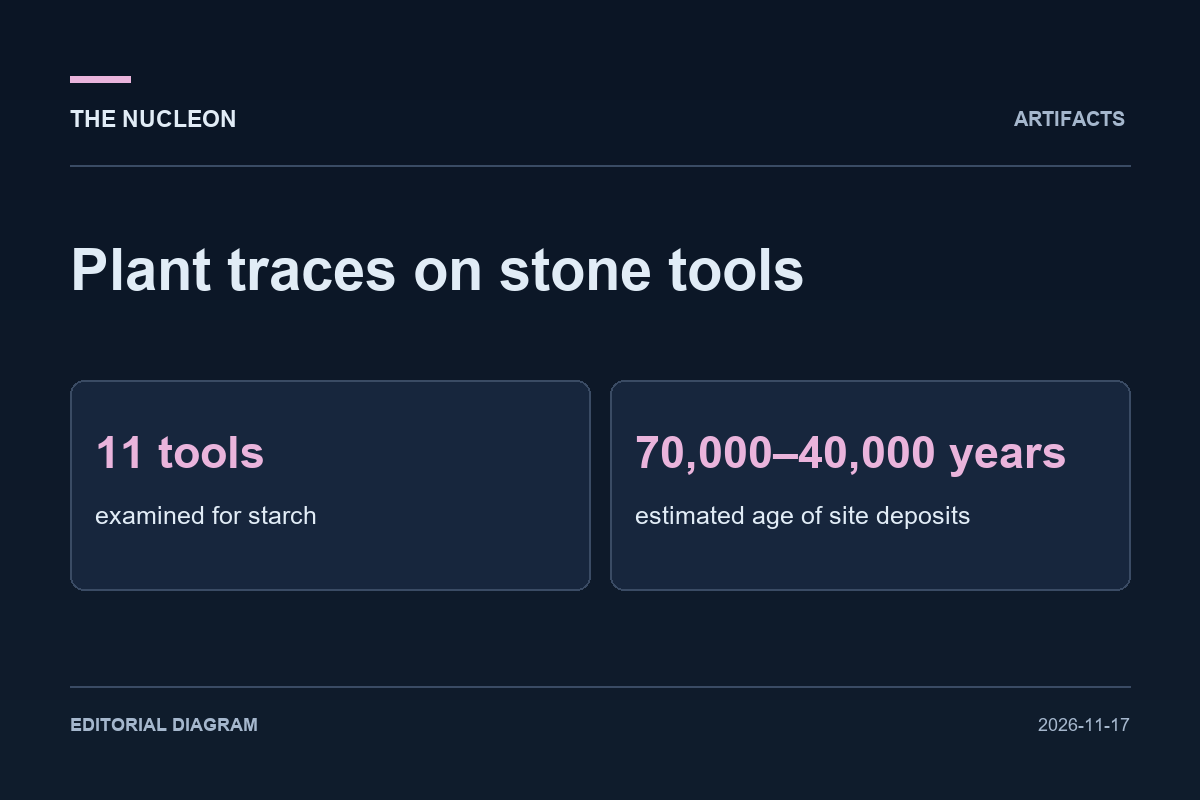 THE NUCLEON
ARTIFACTS
Plant traces on stone tools
11 tools
examined for starch
70,000–40,000 years
estimated age of site deposits
EDITORIAL DIAGRAM
2026-11-17